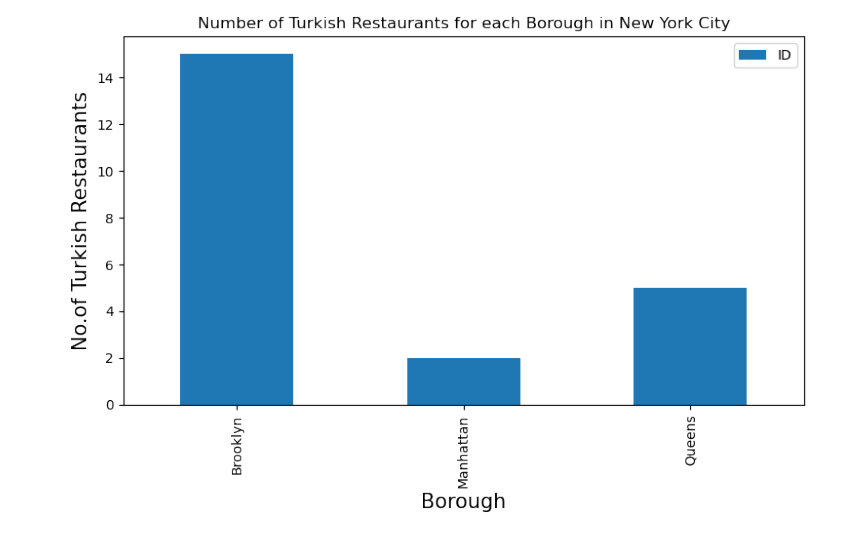 Number of Turkish Restaurants for each Borough in New York City
ID
No.of Turkish Restaurants
14
12
10
8
6
4
2
0
Brooklyn
Manhattan
Queens
Borough